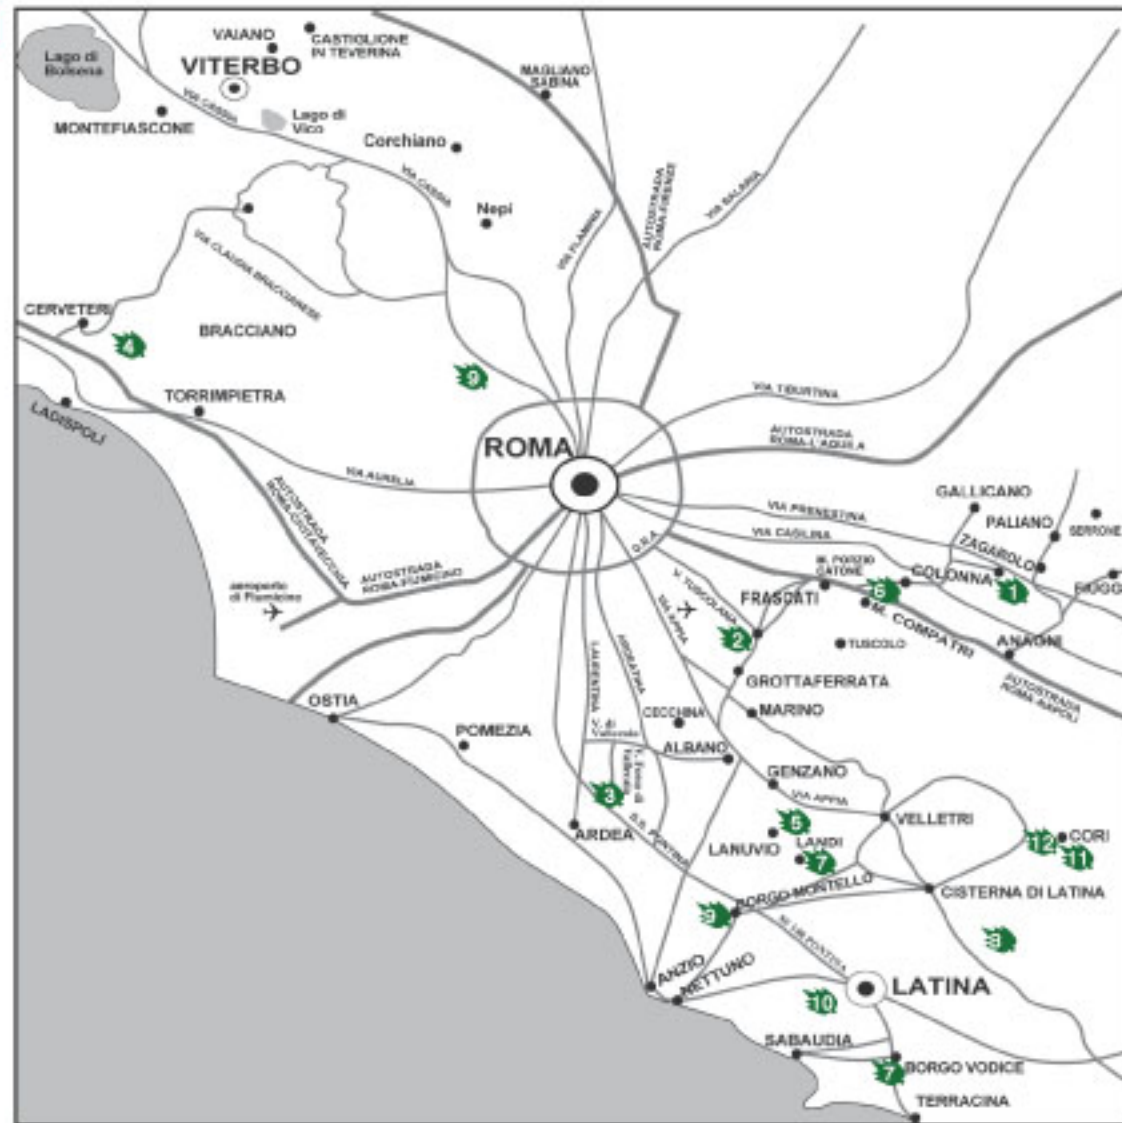 VAIANO
CASTIGLIONE
IN TEVERINA
Lago di
Bolsena
VITERBO
MAGLIANO
SABINA
VIA CASSIA
Lago di
Vico
MONTEFIASCONE
Corchiano
VIA CASSIA
AUTOSTRADA
ROMA-FIRENZE
VIA SALARIA
Nepi
VIA FLAMINIA
VIA CLAUDIA BRACCIANESE
CERVETERI
BRACCIANO
4
9
TORRIMPIETRA
LADISPOLI
VIA TIBURTINA
AUTOSTRADA
ROMA-L'AQUILA
ROMA
VIA AURELIA
AUTOSTRADA
ROMA-CIVITAVECCHIA
GALLICANO
VIA PRENESTINA
PALIANO
SERRONE
VIA CASILINA
ZAGAROLO
G.R.A.
M. PORZIO
CATONE
COLONNA
AUTOSTRADA
ROMA-FIUMICINO
aeroporto
di Fiumicino
V. TUSCOLANA
FRASCATI
6
1
FIUGG
VIA APPIA
M. COMPATRI
2
TUSCOLO
ANAGNI
LAURENTINA
ARDEATINA
GROTTAFERRATA
AUTOSTRADA
ROMA-NAPOLI
OSTIA
CECCHINA
MARINO
POMEZIA
V. di
ALBANO
GENZANO
3
VIA APPIA
S.S. PONTINA
ARDEA
5
VELLETRI
LANUVIO
LANDI
7
12
CORI
11
BORGO MONTELLO
CISTERNA DI LATINA
9
3
ANZIO
NETTUNO
LATINA
10
SABAUDIA
7
BORGO VODICE
TERRACINA